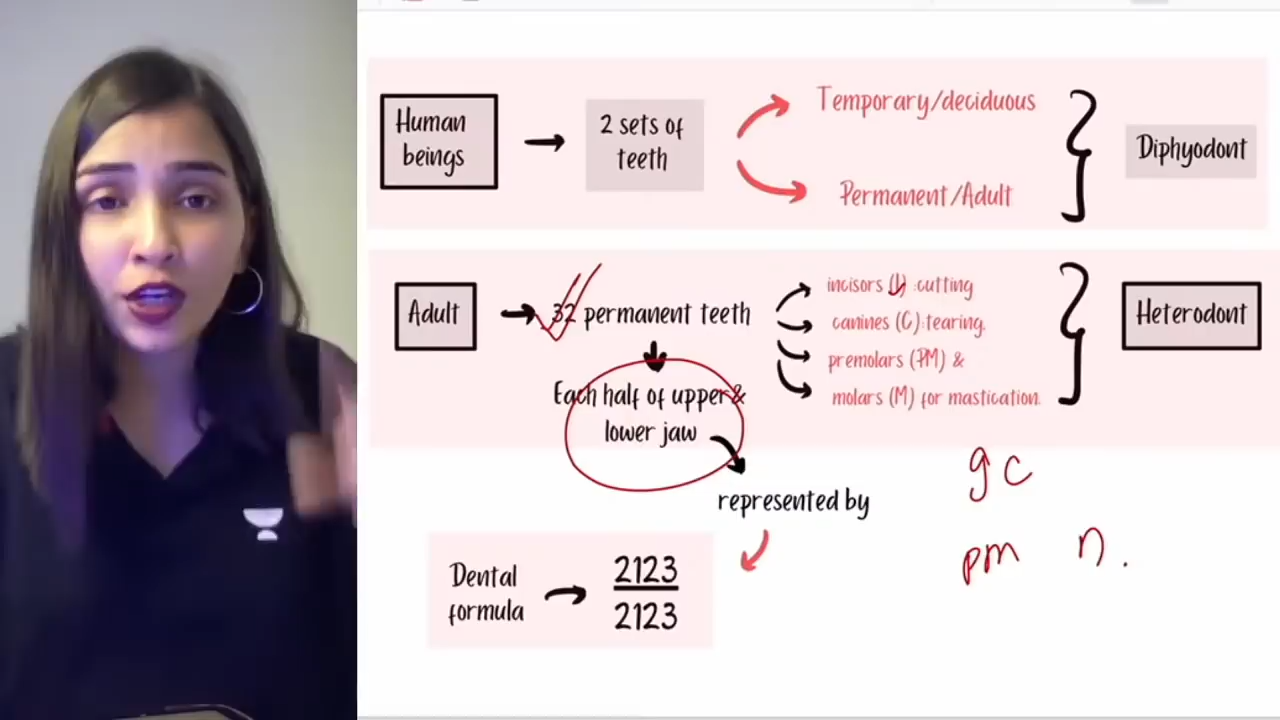 Human
beings
2 sets of
teeth
Temporary/deciduous
Permanent/Adult
Diphyodont
Adult
32 permanent teeth
incisors (I) :cutting
canines (C):tearing.
premolars (PM) &
molars (M) for mastication.
Heterodont
Each half of upper &
lower jaw
represented by
Dental
formula
2123
2123
c
pm